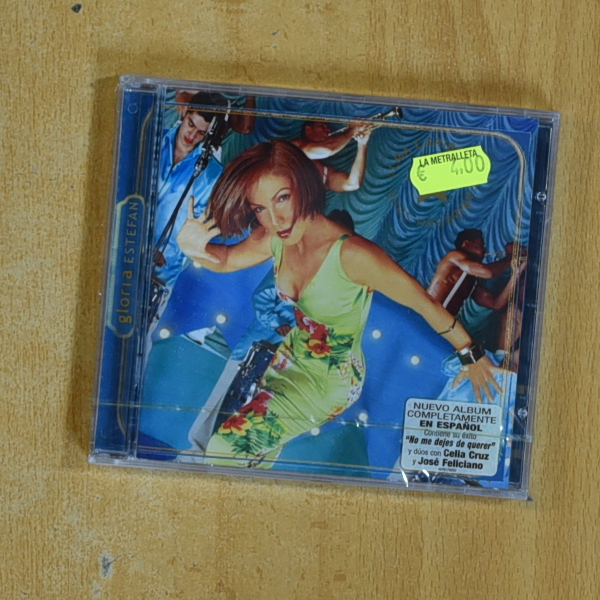 gloria ESTEFAN
LA METRALLETA
€ 4,00
NUEVO ALBUM
COMPLETAMENTE
EN ESPAÑOL
Contiene su éxito
"No me dejes de querer"
y dúos con Celia Cruz
y José Feliciano